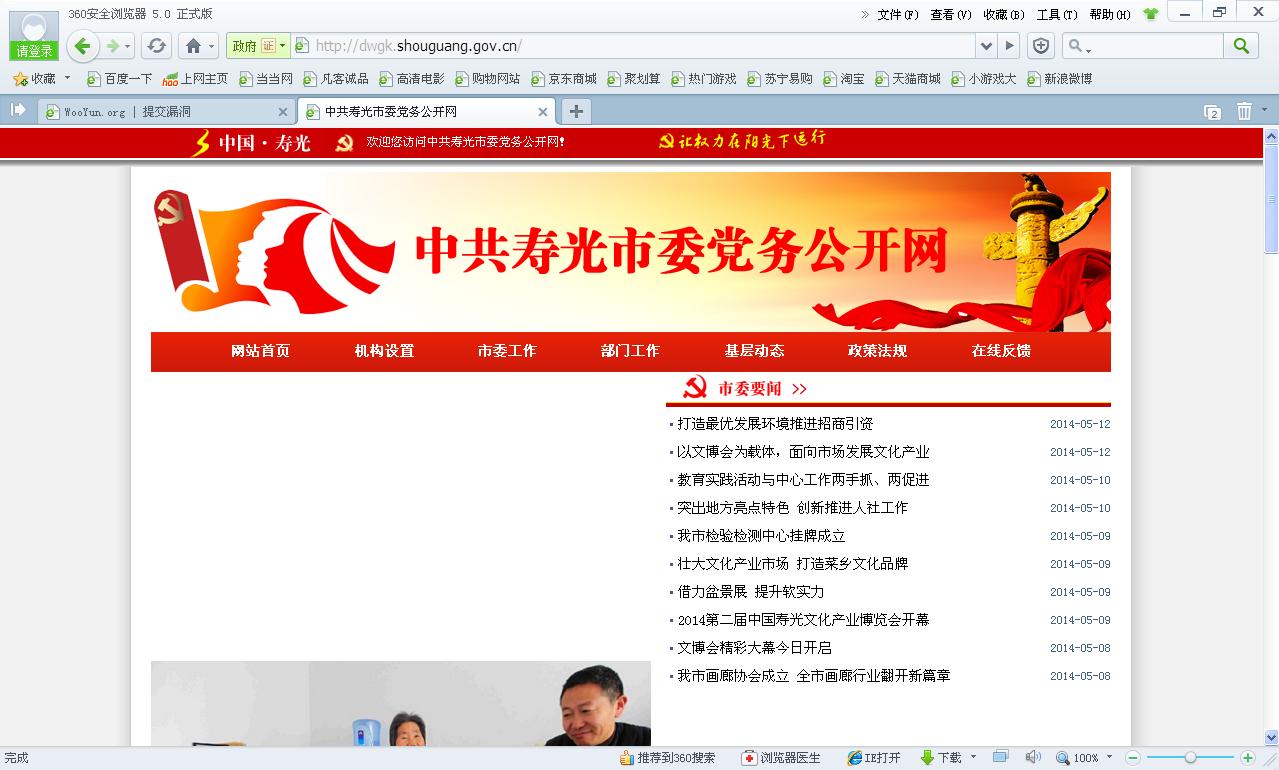 360安全浏览器 5.0 正式版
文件(F) 查看(V) 收藏(B) 工具(T) 帮助(H)
请登录
政府 证 http://dwgk.shouguang.gov.cn/
收藏 百度一下 上网主页 当当网 凡客诚品 高清电影 购物网站 京东商城 聚划算 热门游戏 苏宁易购 淘宝 天猫商城 小游戏大 新浪微博
WooYun.org | 提交漏洞 中共寿光市委党务公开网 2
中国·寿光 欢迎您访问中共寿光市委党务公开网! 让权力在阳光下运行
中共寿光市委党务公开网
网站首页 机构设置 市委工作 部门工作 基层动态 政策法规 在线反馈
市委要闻 >>
打造最优发展环境推进招商引资 2014-05-12
以文博会为载体，面向市场发展文化产业 2014-05-12
教育实践活动与中心工作两手抓、两促进 2014-05-10
突出地方亮点特色 创新推进人社工作 2014-05-10
我市检验检测中心挂牌成立 2014-05-09
壮大文化产业市场 打造菜乡文化品牌 2014-05-09
借力盆景展 提升软实力 2014-05-09
2014第二届中国寿光文化产业博览会开幕 2014-05-09
文博会精彩大幕今日开启 2014-05-08
我市画廊协会成立 全市画廊行业翻开新篇章 2014-05-08
完成 推荐到360搜索 浏览器医生 IE打开 下载 100%